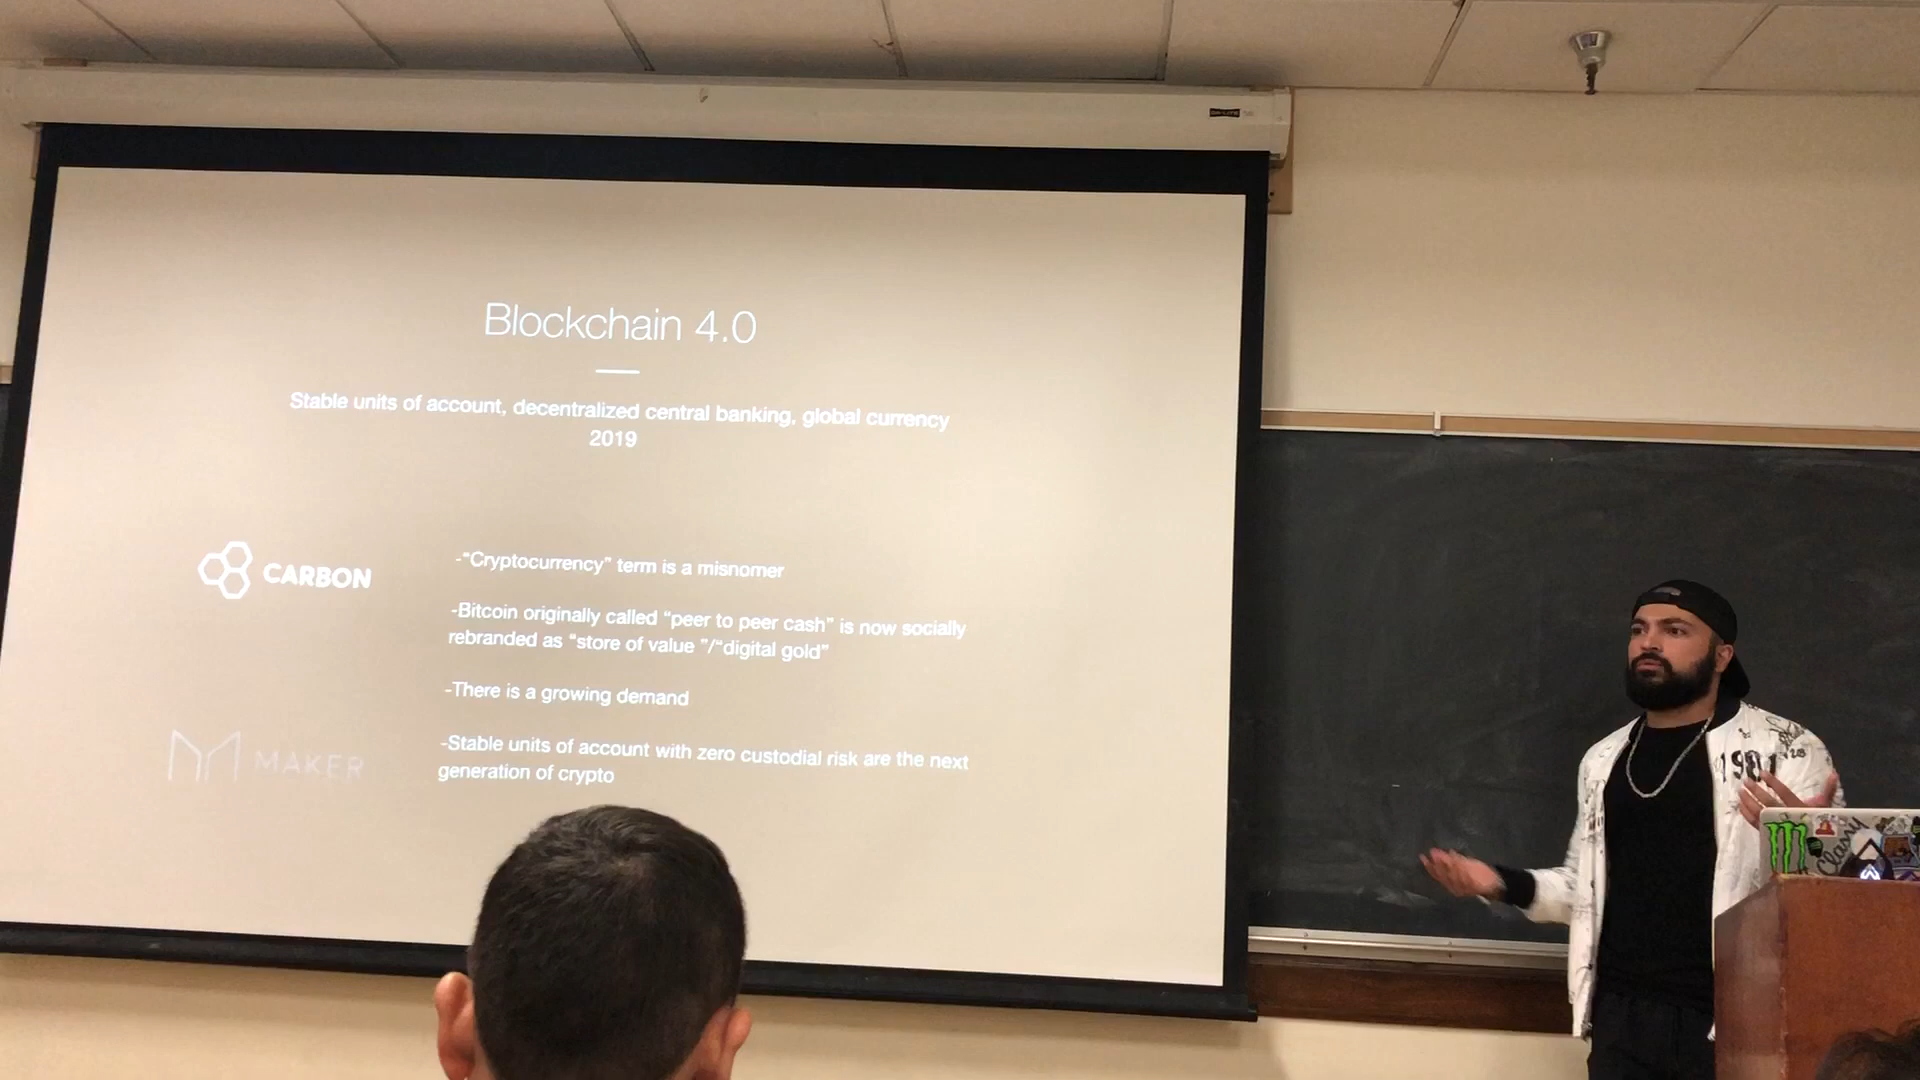 Blockchain 4.0
Stable units of account, decentralized central banking, global currency
2019
CARBON
-“Cryptocurrency” term is a misnomer
-Bitcoin originally called “peer to peer cash” is now socially
rebranded as “store of value ”/“digital gold”
-There is a growing demand
MAKER
-Stable units of account with zero custodial risk are the next
generation of crypto
Classy